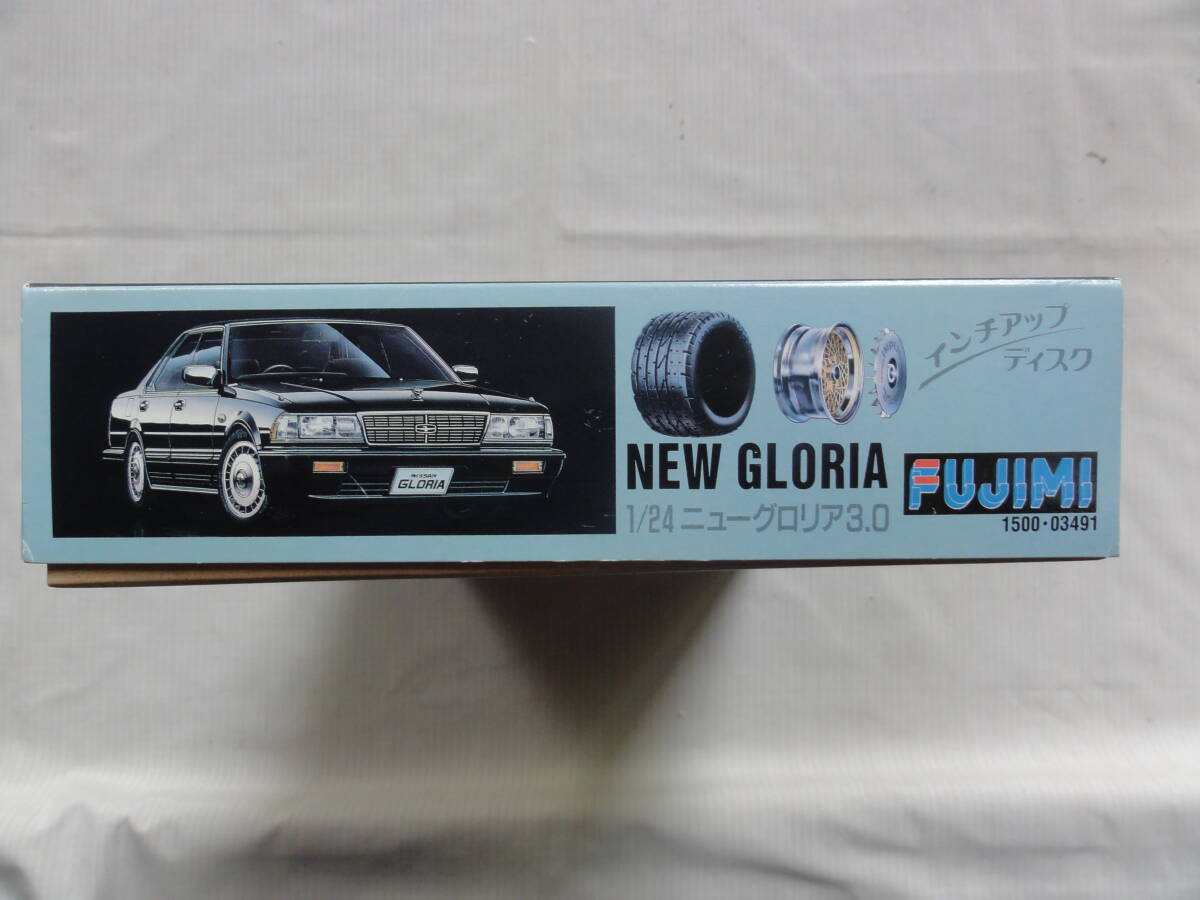 インチアップ
ディスク
NISSAN
GLORIA
NEW GLORIA
1/24 ニューグロリア3.0
FUJIMI
1500・03491